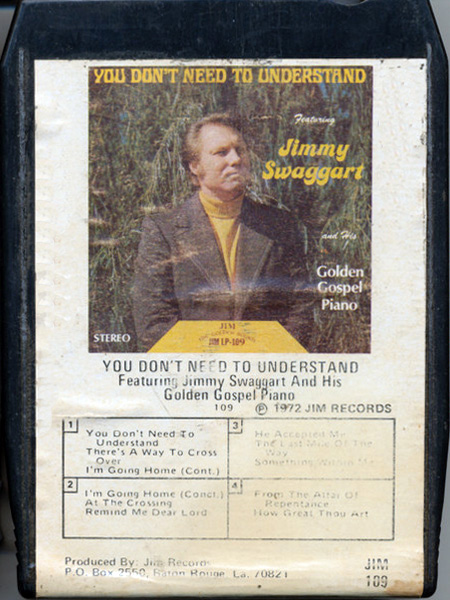 YOU DON'T NEED TO UNDERSTAND
Featuring
Jimmy
Swaggart
and His
Golden
Gospel
Piano
STEREO
JIM
JIM LP-109
YOU DON'T NEED TO UNDERSTAND
Featuring Jimmy Swaggart And His
Golden Gospel Piano
109 Ⓟ 1972 JIM RECORDS
1
You Don't Need To
Understand
There's A Way To Cross
Over
I'm Going Home (Cont.)
3
He Accepted Me
The Last Mile Of The
Way
Something Within Me
2
I'm Going Home (Concl.)
At The Crossing
Remind Me Dear Lord
4
From The Altar Of
Repentance
How Great Thou Art
Produced By: Jim Records
P.O. Box 2550, Baton Rouge, La. 70821
JIM
109